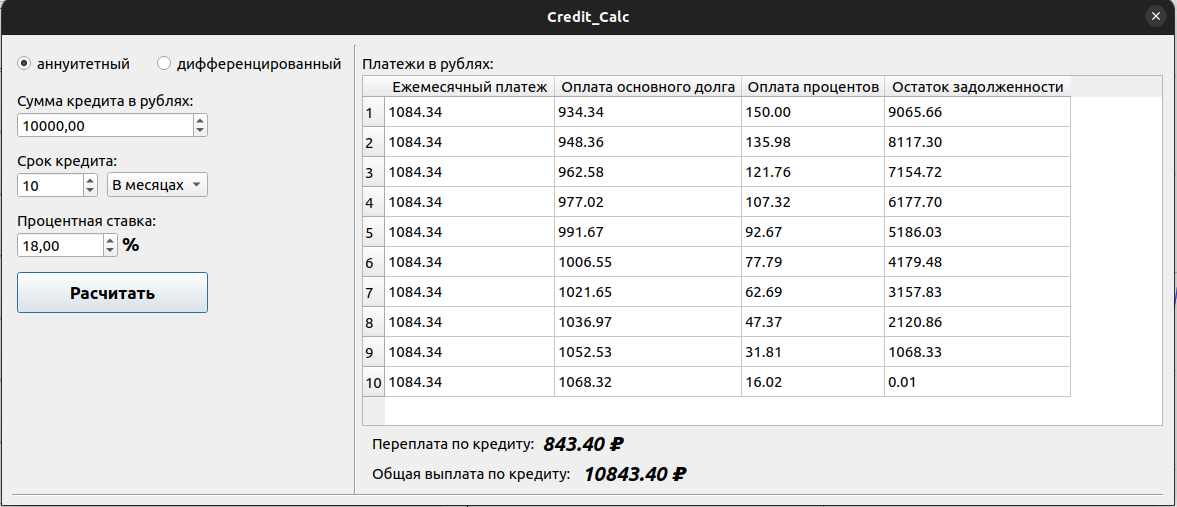 Credit_Calc
аннуитетный дифференцированный
Сумма кредита в рублях:
10000,00
Срок кредита:
10 В месяцах
Процентная ставка:
18,00 %
Расчитать
Платежи в рублях:
Ежемесячный платеж Оплата основного долга Оплата процентов Остаток задолженности
1 1084.34 934.34 150.00 9065.66
2 1084.34 948.36 135.98 8117.30
3 1084.34 962.58 121.76 7154.72
4 1084.34 977.02 107.32 6177.70
5 1084.34 991.67 92.67 5186.03
6 1084.34 1006.55 77.79 4179.48
7 1084.34 1021.65 62.69 3157.83
8 1084.34 1036.97 47.37 2120.86
9 1084.34 1052.53 31.81 1068.33
10 1084.34 1068.32 16.02 0.01
Переплата по кредиту: 843.40 ₽
Общая выплата по кредиту: 10843.40 ₽